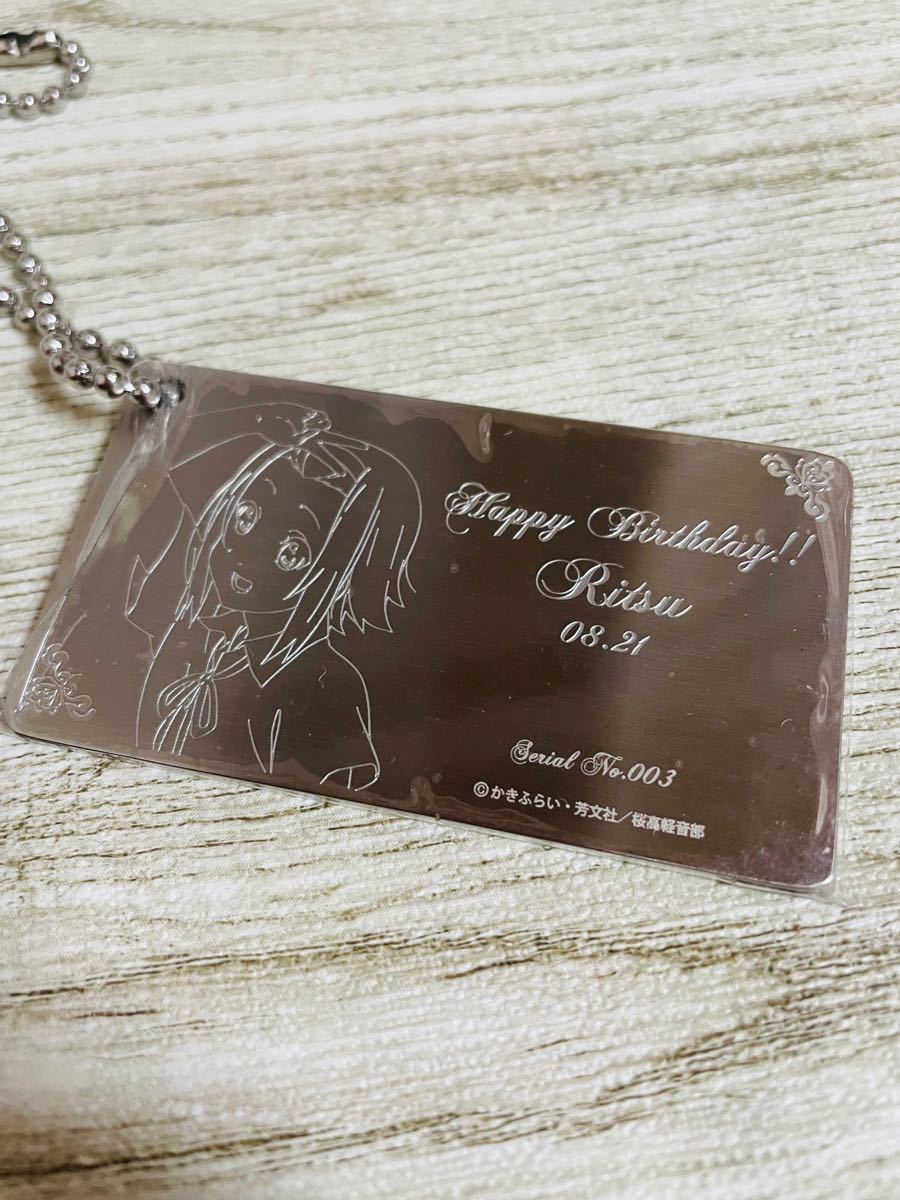 Happy Birthday!!
Ritsu
08.21
Serial No.003
©かきふらい・芳文社／桜高軽音部